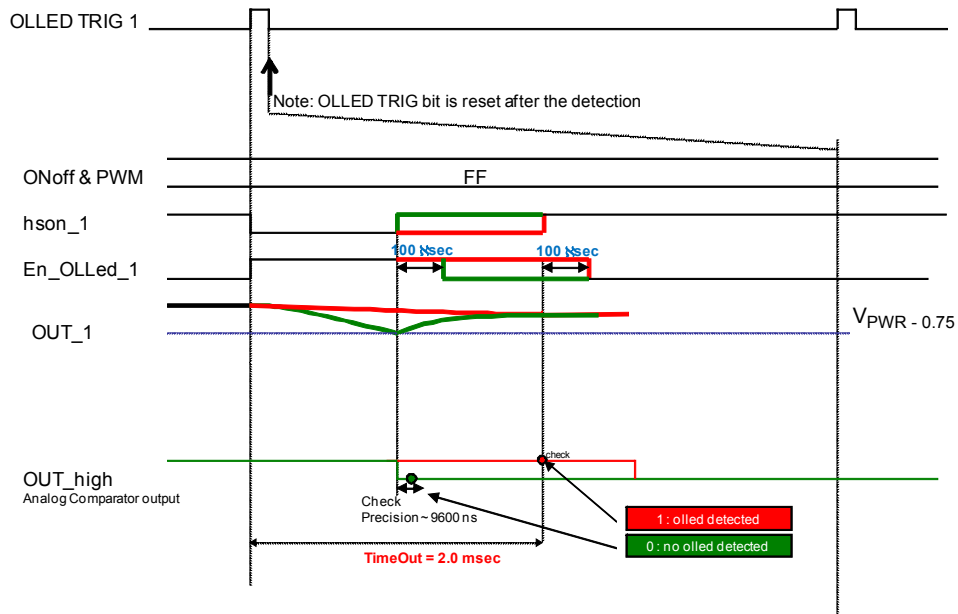 OLLED TRIG 1
Note: OLLED TRIG bit is reset after the detection
ONoff & PWM
FF
hson_1
100 ℵsec
100 ℵsec
En_OLLed_1
OUT_1
VPWR - 0.75
check
OUT_high
Analog Comparator output
Check
Precision ~ 9600 ns
1 : olled detected
0 : no olled detected
TimeOut = 2.0 msec